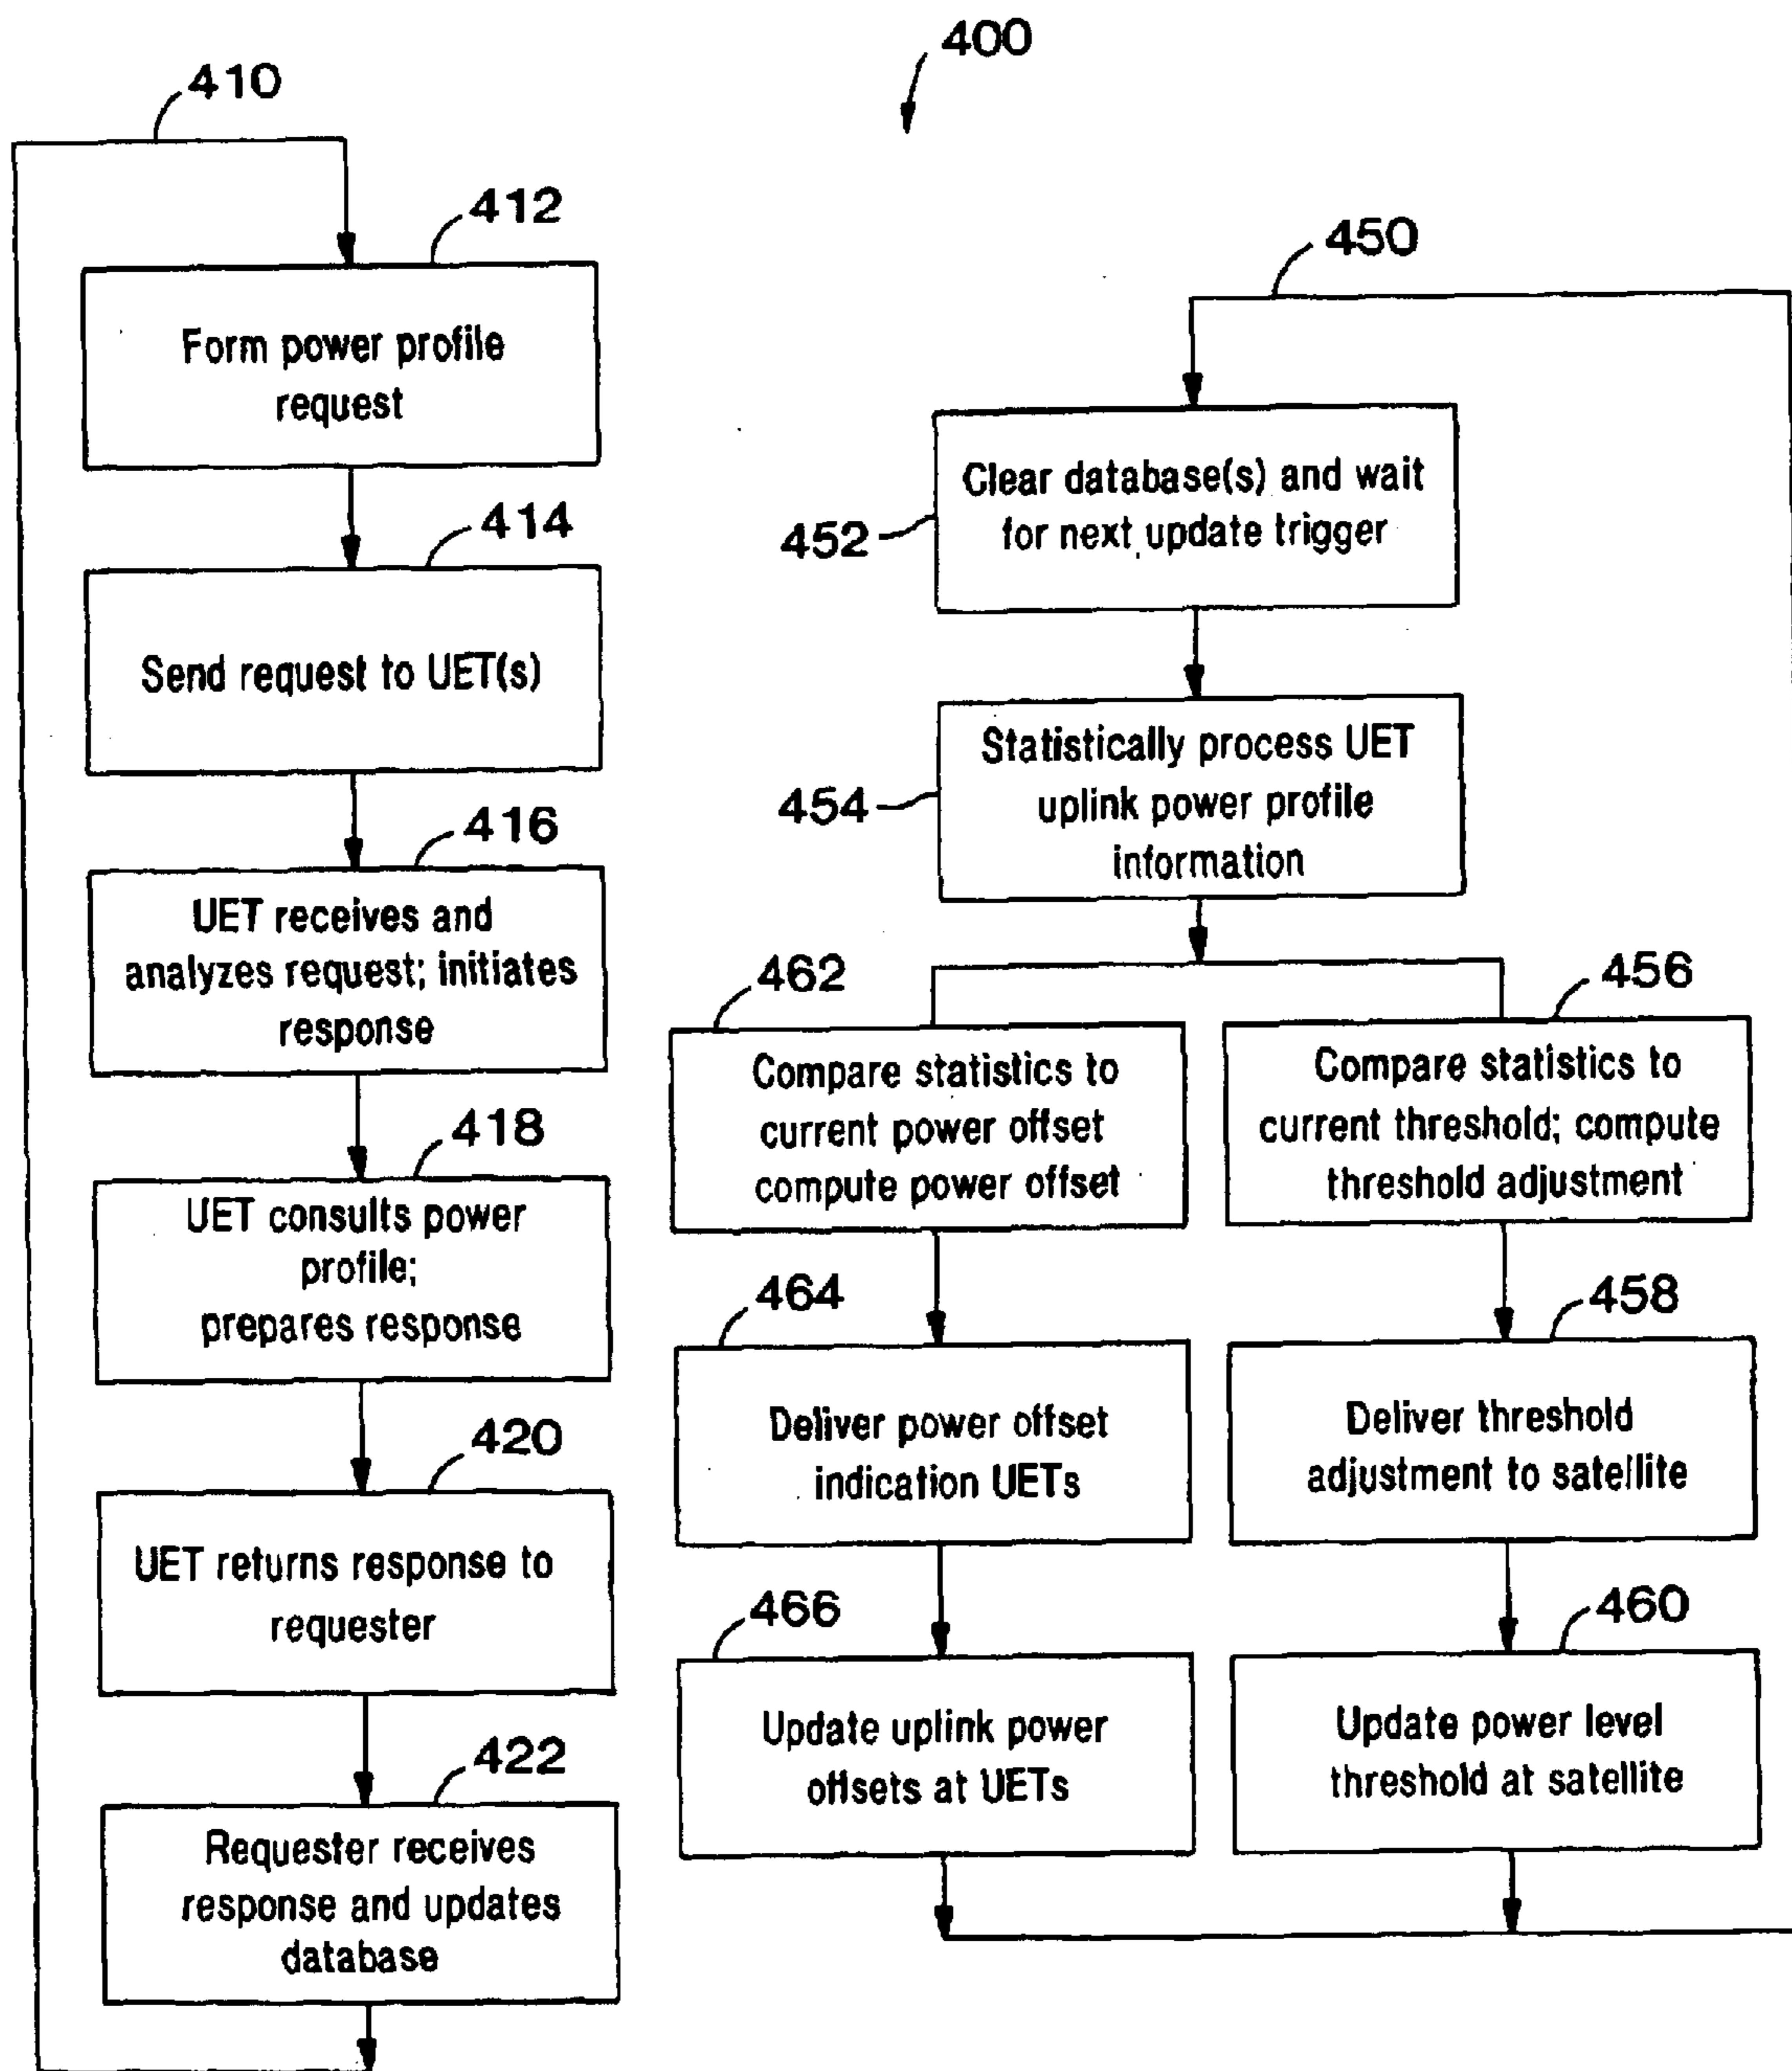 400
410
412
Form power profile
request
414
Send request to UET(s)
416
UET receives and
analyzes request; initiates
response
418
UET consults power
profile;
prepares response
420
UET returns response to
requester
422
Requester receives
response and updates
database
450
452
Clear database(s) and wait
for next update trigger
454
Statistically process UET
uplink power profile
information
462
Compare statistics to
current power offset
compute power offset
464
Deliver power offset
indication UETs
466
Update uplink power
offsets at UETs
456
Compare statistics to
current threshold; compute
threshold adjustment
458
Deliver threshold
adjustment to satellite
460
Update power level
threshold at satellite